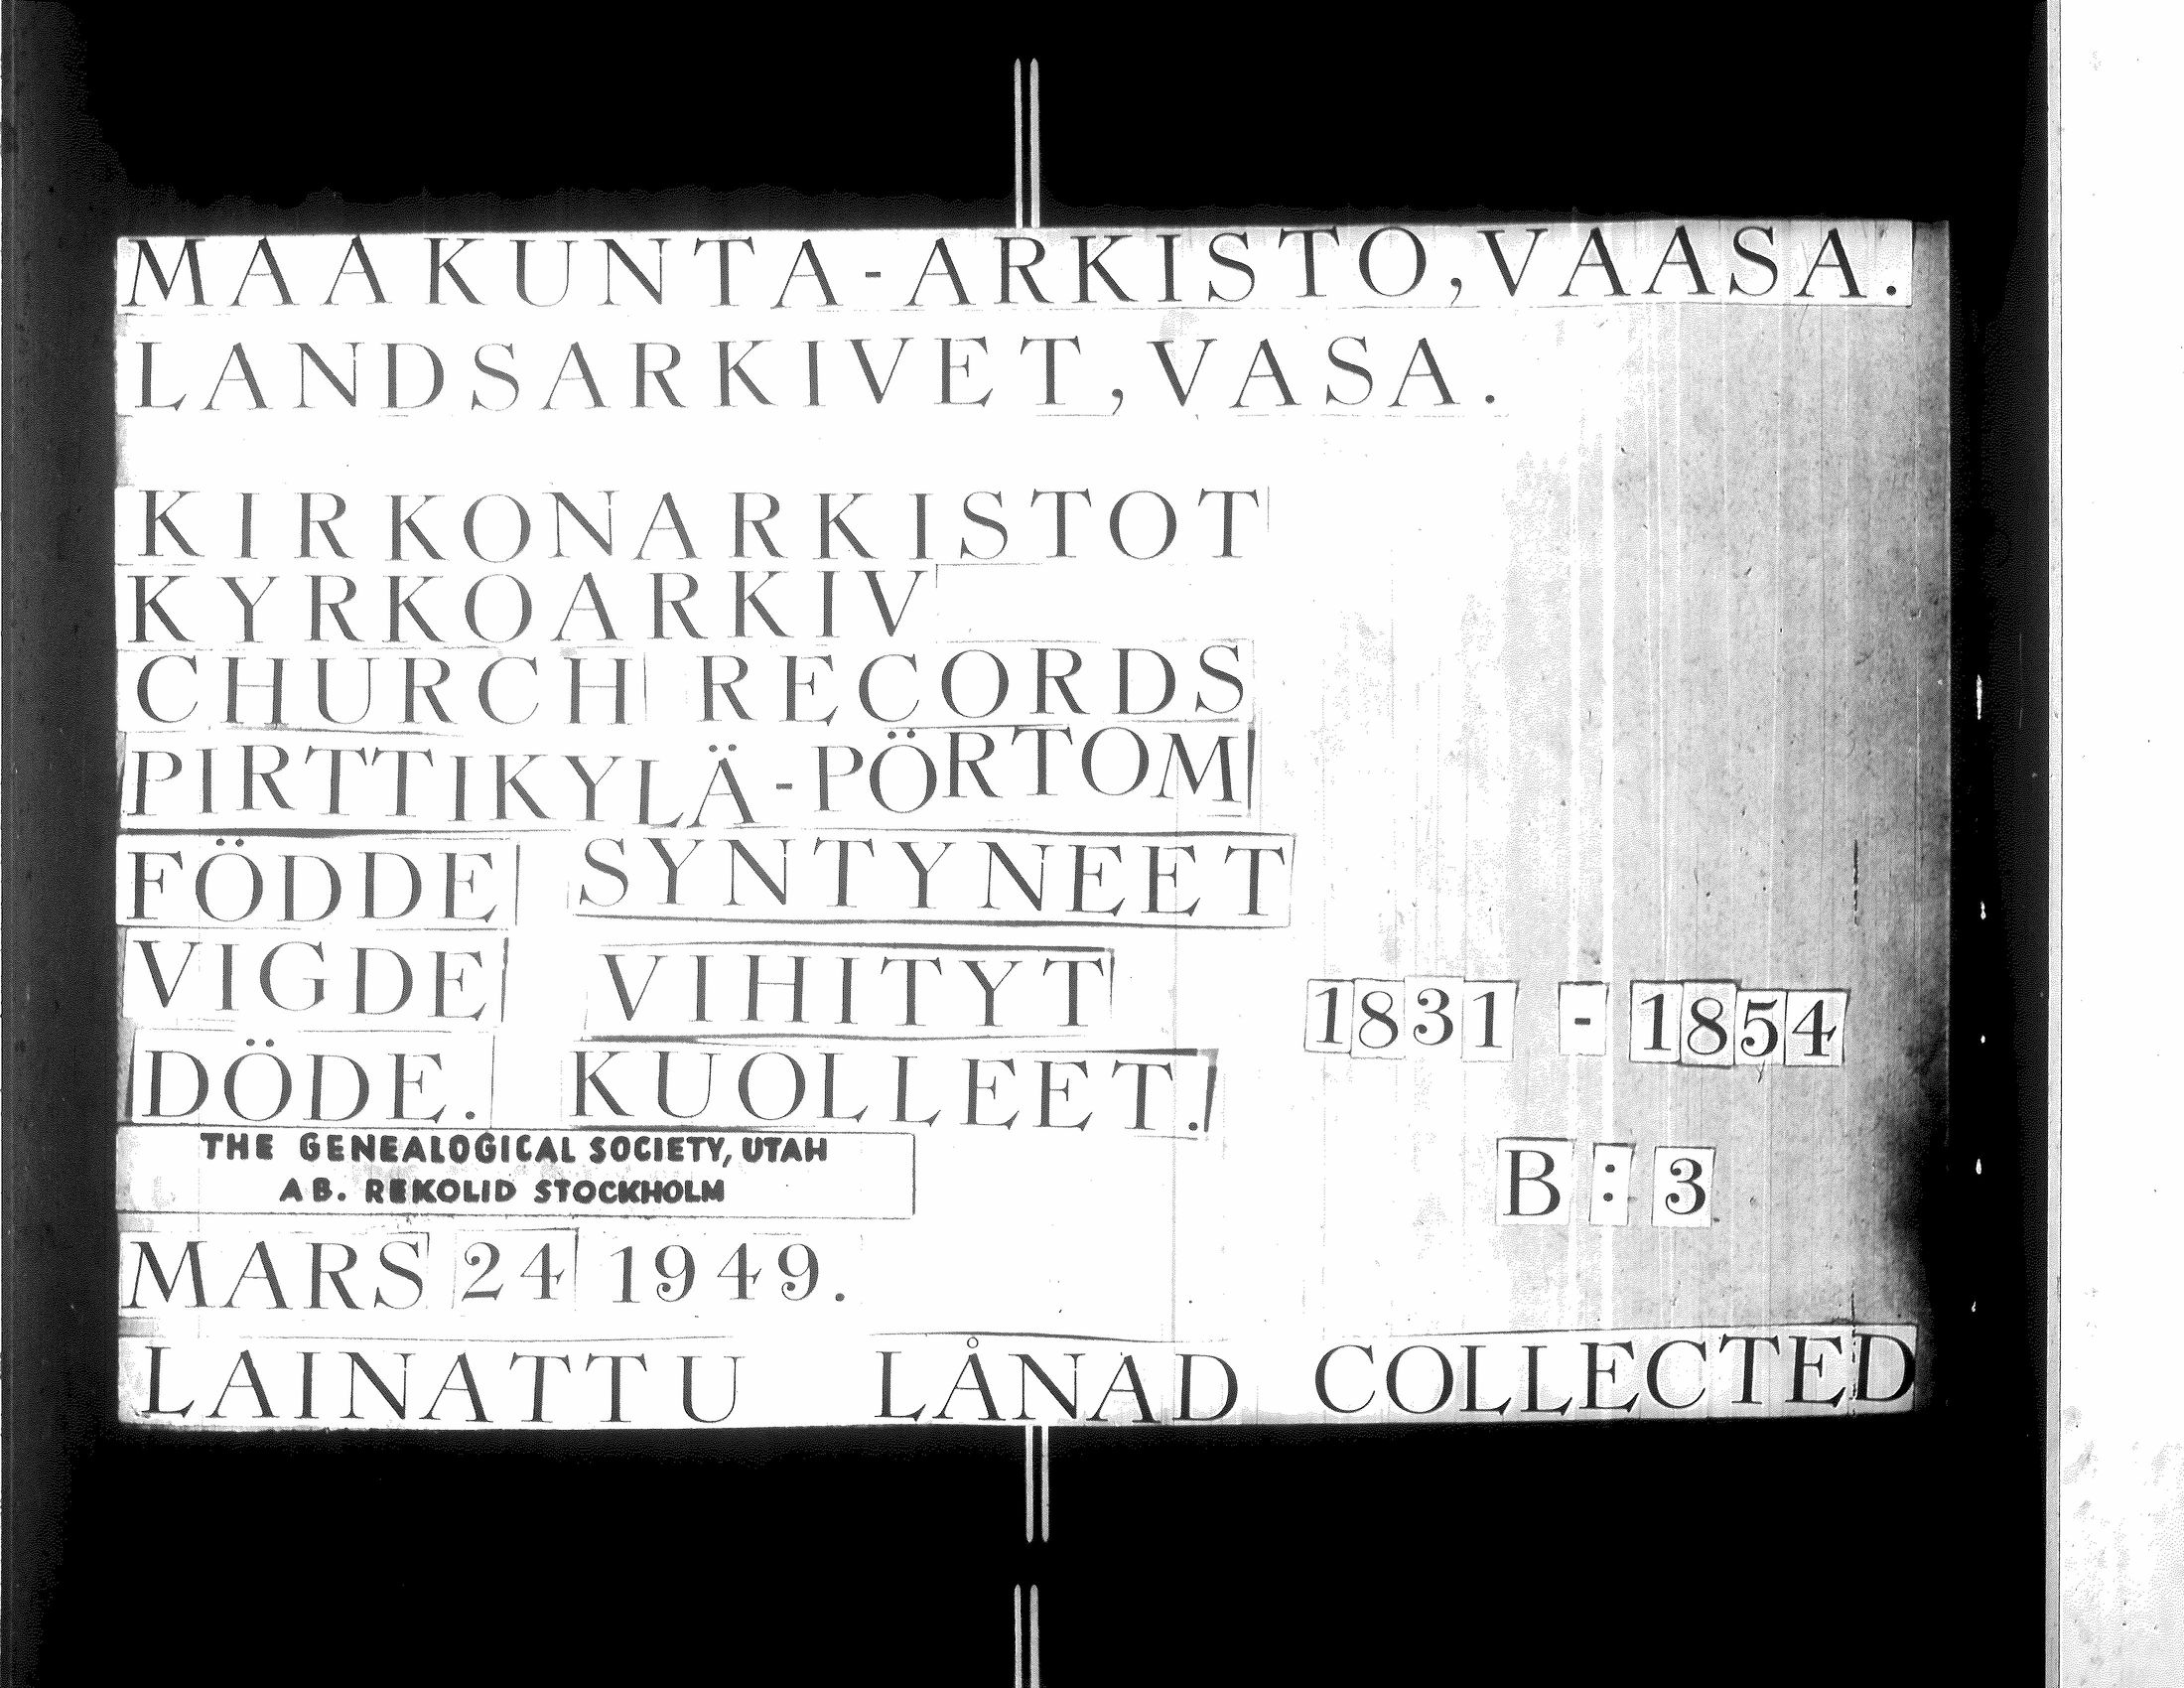 MAAKUNTA-ARKISTO, VAASA.
LANDSARKIVET, VASA.
KIRKONARKISTOT
KYRKOARKIV
CHURCH RECORDS
PIRTTIKYLÄ-PÖRTOM
FÖDDE SYNTYNEET
VIGDE VIHITYT 1831 - 1854
DÖDE. KUOLLEET.
THE GENEALOGICAL SOCIETY, UTAH
AB. REKOLID STOCKHOLM
B : 3
MARS 24 1949.
LAINATTU LÅNAD COLLECTED